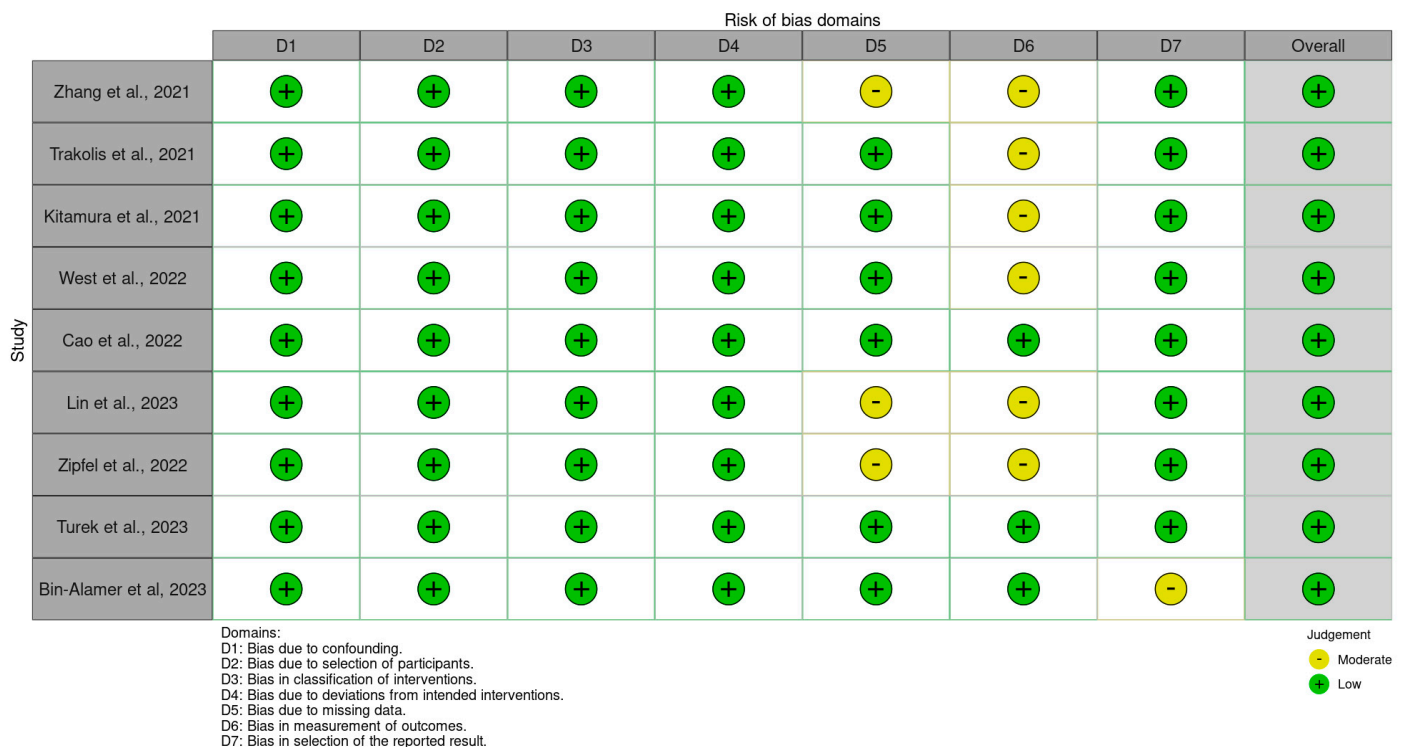 Risk of bias domains
D1 D2 D3 D4 D5 D6 D7 Overall
Study
Zhang et al., 2021 + + + + - - + +
Trakolis et al., 2021 + + + + + - + +
Kitamura et al., 2021 + + + + + - + +
West et al., 2022 + + + + + - + +
Cao et al., 2022 + + + + + + + +
Lin et al., 2023 + + + + - - + +
Zipfel et al., 2022 + + + + - - + +
Turek et al., 2023 + + + + + + + +
Bin-Alamer et al, 2023 + + + + + + - +
Domains:
D1: Bias due to confounding.
D2: Bias due to selection of participants.
D3: Bias in classification of interventions.
D4: Bias due to deviations from intended interventions.
D5: Bias due to missing data.
D6: Bias in measurement of outcomes.
D7: Bias in selection of the reported result.
Judgement
- Moderate
+ Low